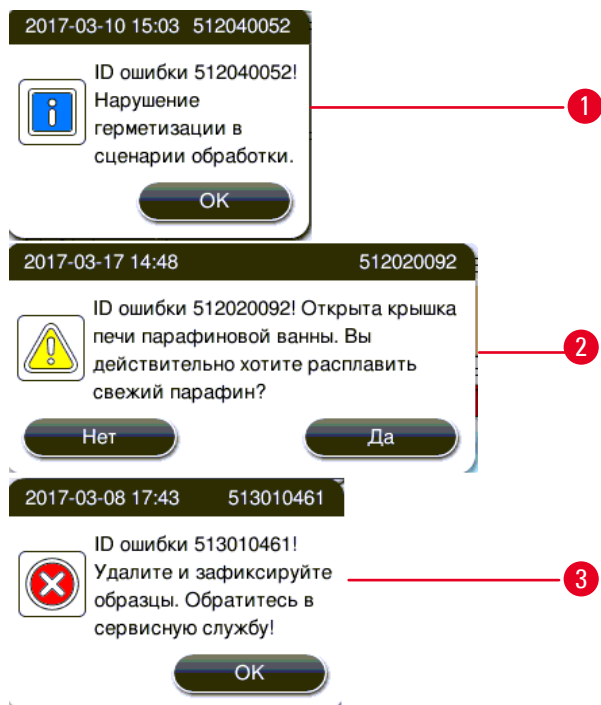 2017-03-10 15:03 512040052
ID ошибки 512040052!
Нарушение
герметизации в
сценарии обработки.
OK
1
2017-03-17 14:48 512020092
ID ошибки 512020092! Открыта крышка
печи парафиновой ванны. Вы
действительно хотите расплавить
свежий парафин?
Нет Да
2
2017-03-08 17:43 513010461
ID ошибки 513010461!
Удалите и зафиксируйте
образцы. Обратитесь в
сервисную службу!
OK
3